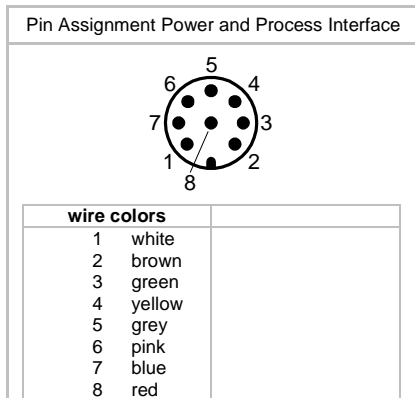 Pin Assignment Power and Process Interface
5
6 4
7 3
1 2
8
wire colors
1 white
2 brown
3 green
4 yellow
5 grey
6 pink
7 blue
8 red